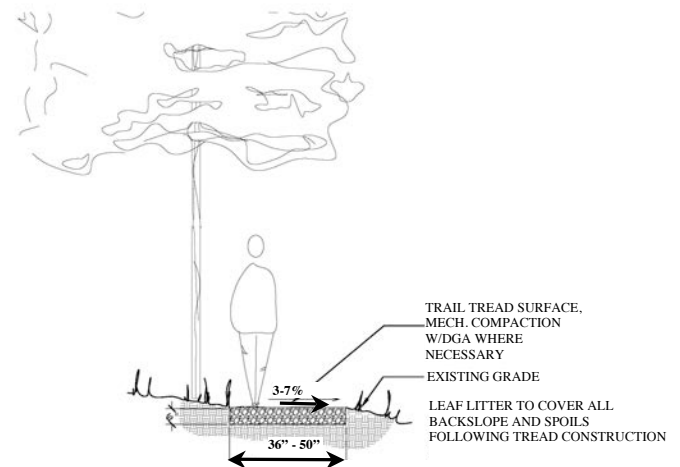 TRAIL TREAD SURFACE,
MECH. COMPACTION
W/DGA WHERE
NECESSARY
3-7%
EXISTING GRADE
LEAF LITTER TO COVER ALL
BACKSLOPE AND SPOILS
FOLLOWING TREAD CONSTRUCTION
36” - 50”